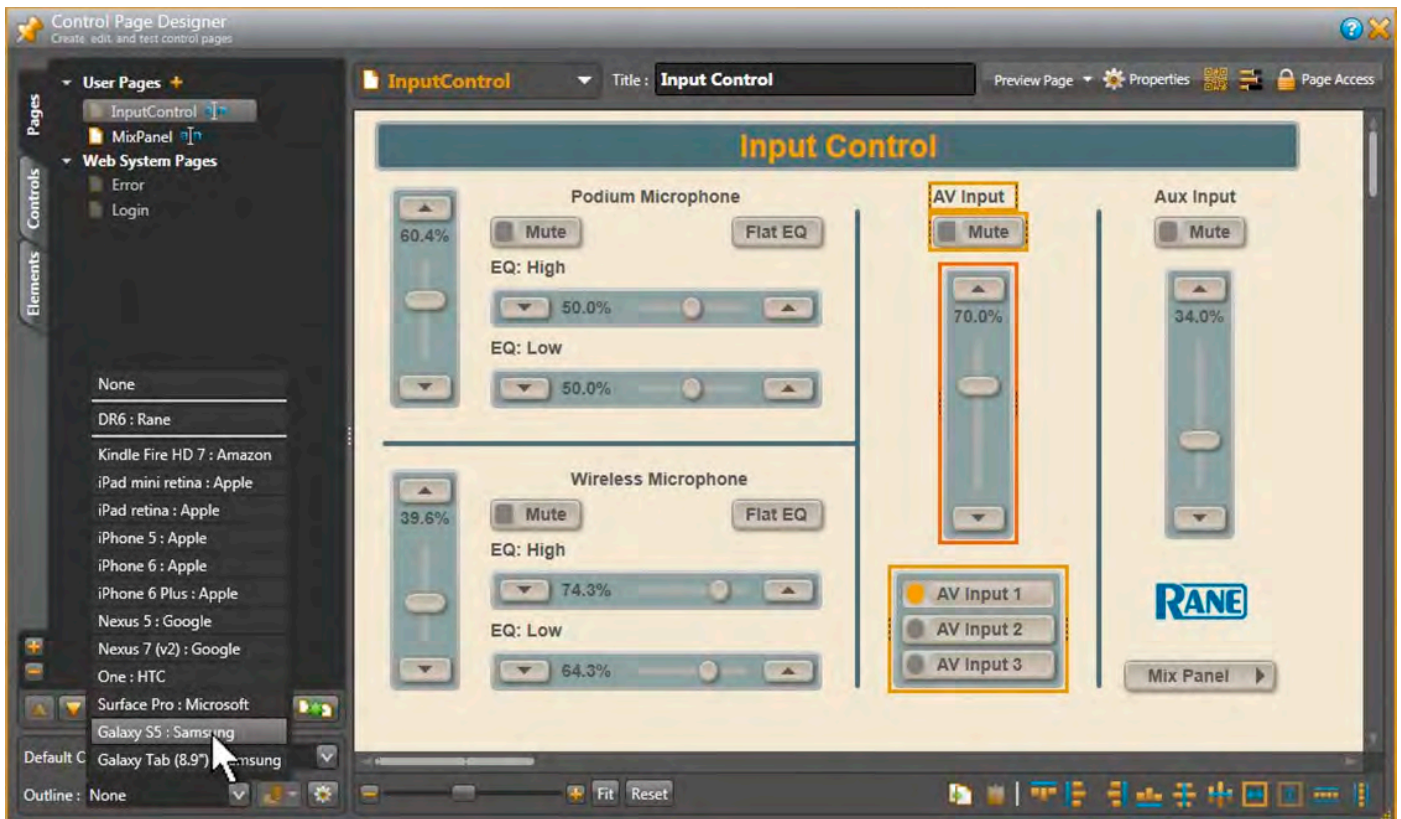 Control Page Designer
Create, edit, and test control pages
Pages
Controls
Elements
User Pages
InputControl
MixPanel
Web System Pages
Error
Login
InputControl
Title :
Input Control
Preview Page
Properties
Page Access
Input Control
Podium Microphone
60.4%
Mute
Flat EQ
EQ: High
50.0%
EQ: Low
50.0%
Wireless Microphone
39.6%
Mute
Flat EQ
EQ: High
74.3%
EQ: Low
64.3%
AV Input
Mute
70.0%
AV Input 1
AV Input 2
AV Input 3
Aux Input
Mute
34.0%
RANE
Mix Panel
None
DR6 : Rane
Kindle Fire HD 7 : Amazon
iPad mini retina : Apple
iPad retina : Apple
iPhone 5 : Apple
iPhone 6 : Apple
iPhone 6 Plus : Apple
Nexus 5 : Google
Nexus 7 (v2) : Google
One : HTC
Surface Pro : Microsoft
Galaxy S5 : Samsung
Galaxy Tab (8.9")
Default
Outline :
None
Fit
Reset